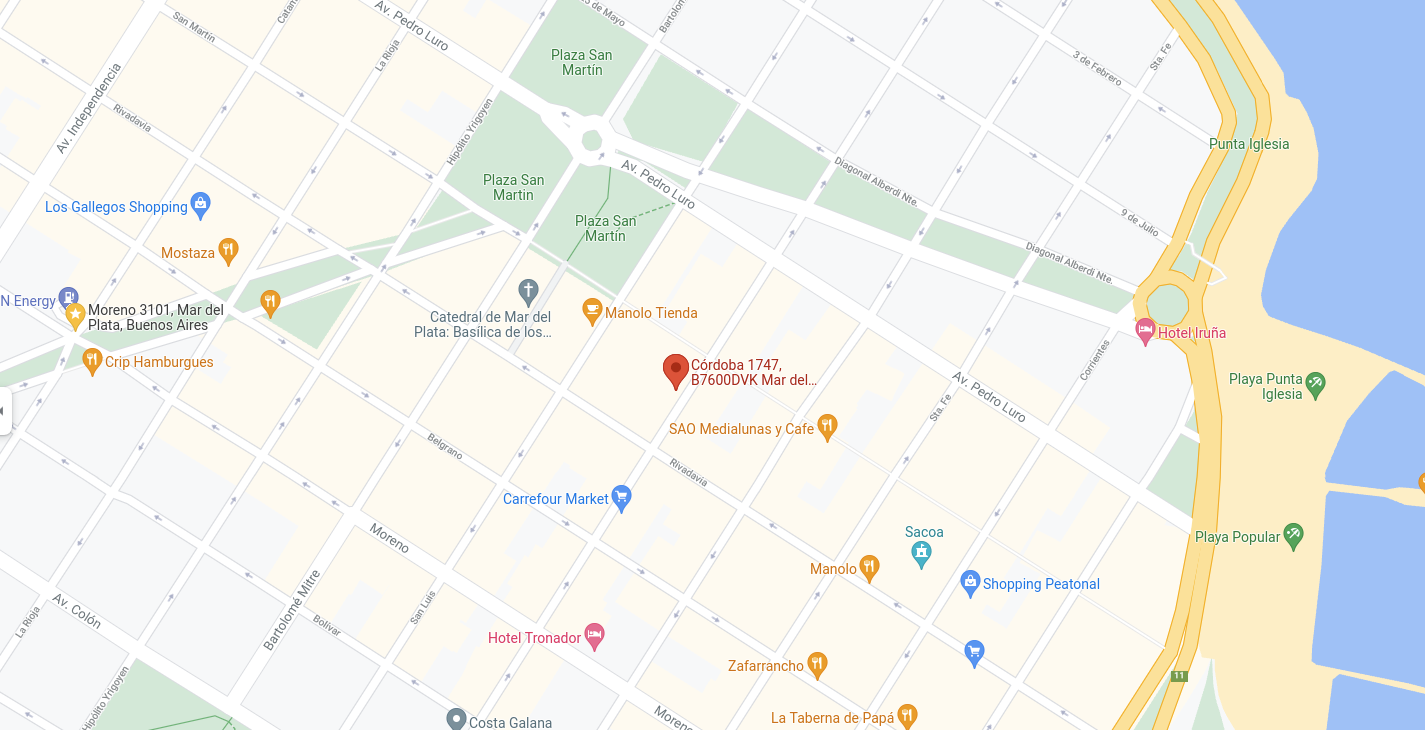 Av. Pedro Luro
5 de Mayo
Bartolon
San Martín
Catan
La Rioja
Plaza San
Martín
3 de Febrero
Sta. Fe
Av. Independencia
Rivadavia
Hipólito Yrigoyen
Punta Iglesia
Av. Pedro Luro
Diagonal Alberdi Nte.
Plaza San
Martin
Los Gallegos Shopping
Plaza San
Martín
9 de Julio
Mostaza
Diagonal Alberdi Nte.
N Energy
Moreno 3101, Mar del
Plata, Buenos Aires
Catedral de Mar del
Plata: Basílica de los...
Manolo Tienda
Hotel Iruña
Crip Hamburgues
Córdoba 1747,
B7600DVK Mar del...
Corrientes
Playa Punta
Iglesia
Av. Pedro Luro
Sta. Fe
SAO Medialunas y Cafe
Belgrano
Rivadavia
Carrefour Market
Moreno
Sacoa
Playa Popular
Manolo
Shopping Peatonal
Av. Colón
La Rioja
Bartolomé Mitre
San Luis
Bolívar
Hotel Tronador
Zafarrancho
11
Hipólito Yrigoyen
Moreno
La Taberna de Papá
Costa Galana